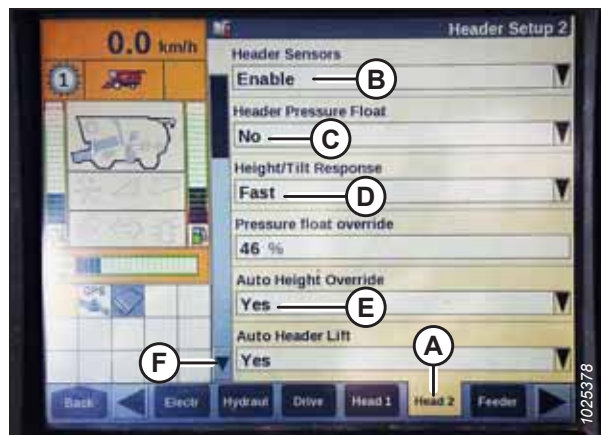 0.0 km/h
Header Setup 2
1
Header Sensors
Enable
B
Header Pressure Float
No
C
Height/Tilt Response
Fast
D
Pressure float override
46 %
Auto Height Override
Yes
E
Auto Header Lift
Yes
F
A
GPS
Back
Electr
Hydraul
Drive
Head 1
Head 2
Feeder
1025378